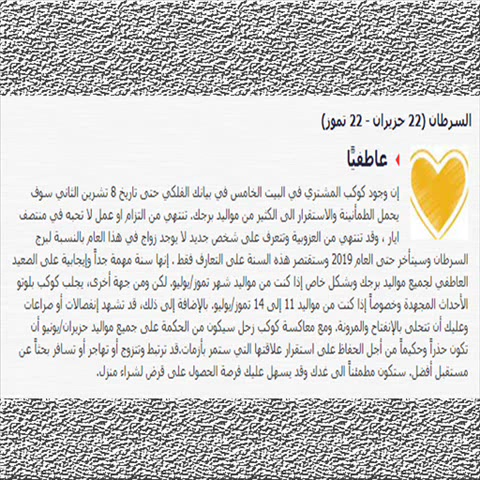 السرطان (22 حزيران - 22 تموز)
عاطفيًّا
إن وجود كوكب المشتري في البيت الخامس في بيانك الفلكي حتى تاريخ 8 تشرين الثاني سوف
يحمل الطمأنينة والاستقرار الى الكثير من مواليد برجك. تنتهي من التزام او عمل لا تحبه في منتصف
ايار ، وقد تنتهي من العزوبية وتتعرف على شخص جديد لا يوجد زواج في هذا العام بالنسبة لبرج
السرطان وسيتأخر حتى العام 2019 وستقتصر هذه السنة على التعارف فقط . إنها سنة مهمة جداً وإيجابية على الصعيد
العاطفي لجميع مواليد برجك وبشكل خاص إذا كنت من مواليد شهر تموز/يوليو. لكن ومن جهة أخرى، يجلب كوكب بلوتو
الأحداث المجهدة وخصوصاً إذا كنت من مواليد 11 إلى 14 تموز/يوليو. بالإضافة إلى ذلك، قد تشهد إنفصالات أو صراعات
وعليك أن تتحلى بالإنفتاح والمرونة. ومع معاكسة كوكب زحل سيكون من الحكمة على جميع مواليد حزيران/يونيو أن
تكون حذراً وحكيماً من أجل الحفاظ على استقرار علاقتها التي ستمر بأزمات.قد ترتبط وتتزوج أو تهاجر أو تسافر بحثاً عن
مستقبل أفضل. ستكون مطمئناً الى غدك وقد يسهل عليك فرصة الحصول على قرض لشراء منزل.